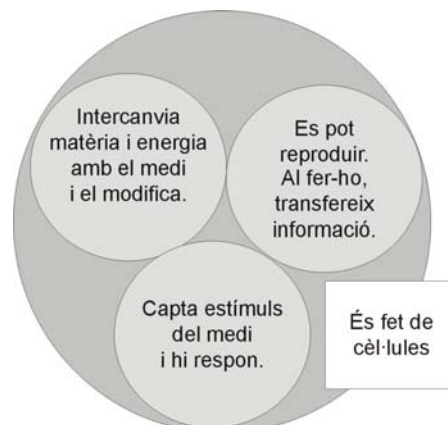 Intercanvia
matèria i energia
amb el medi
i el modifica.
Es pot
reproduir.
Al fer-ho,
transfereix
informació.
Capta estímuls
del medi
i hi respon.
És fet de
cèl·lules